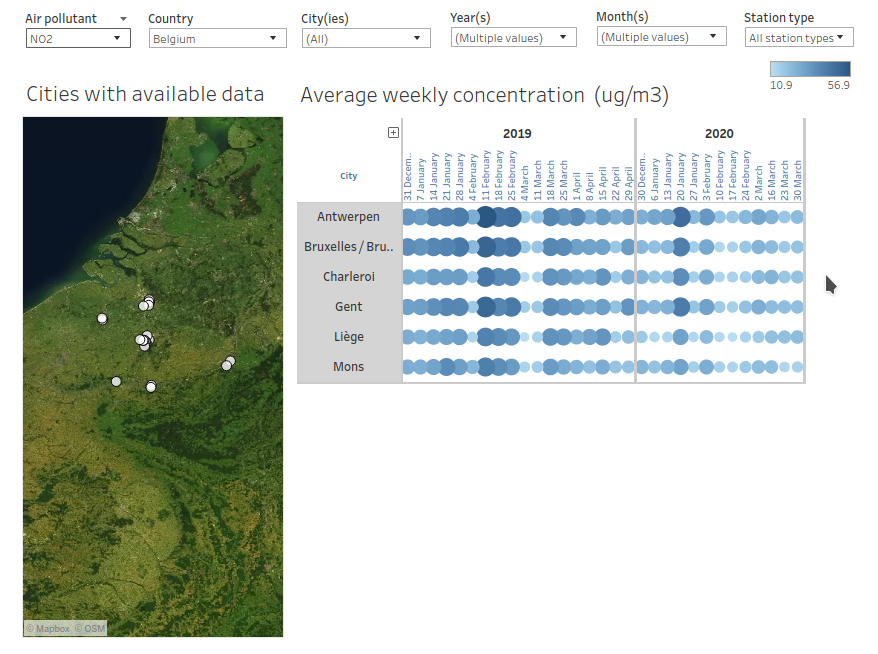 Air pollutant
Country
City(ies)
Year(s)
Month(s)
Station type
NO2
Belgium
(All)
(Multiple values)
(Multiple values)
All station types
10.9
56.9
Cities with available data
Average weekly concentration (ug/m3)
2019
2020
City
31 Decem..
7 January
14 January
21 January
28 January
4 February
11 February
18 February
25 February
4 March
11 March
18 March
25 March
1 April
8 April
15 April
22 April
29 April
30 Decem..
6 January
13 January
20 January
27 January
3 February
10 February
17 February
24 February
2 March
16 March
23 March
30 March
Antwerpen
Bruxelles / Bru..
Charleroi
Gent
Liège
Mons
© Mapbox © OSM